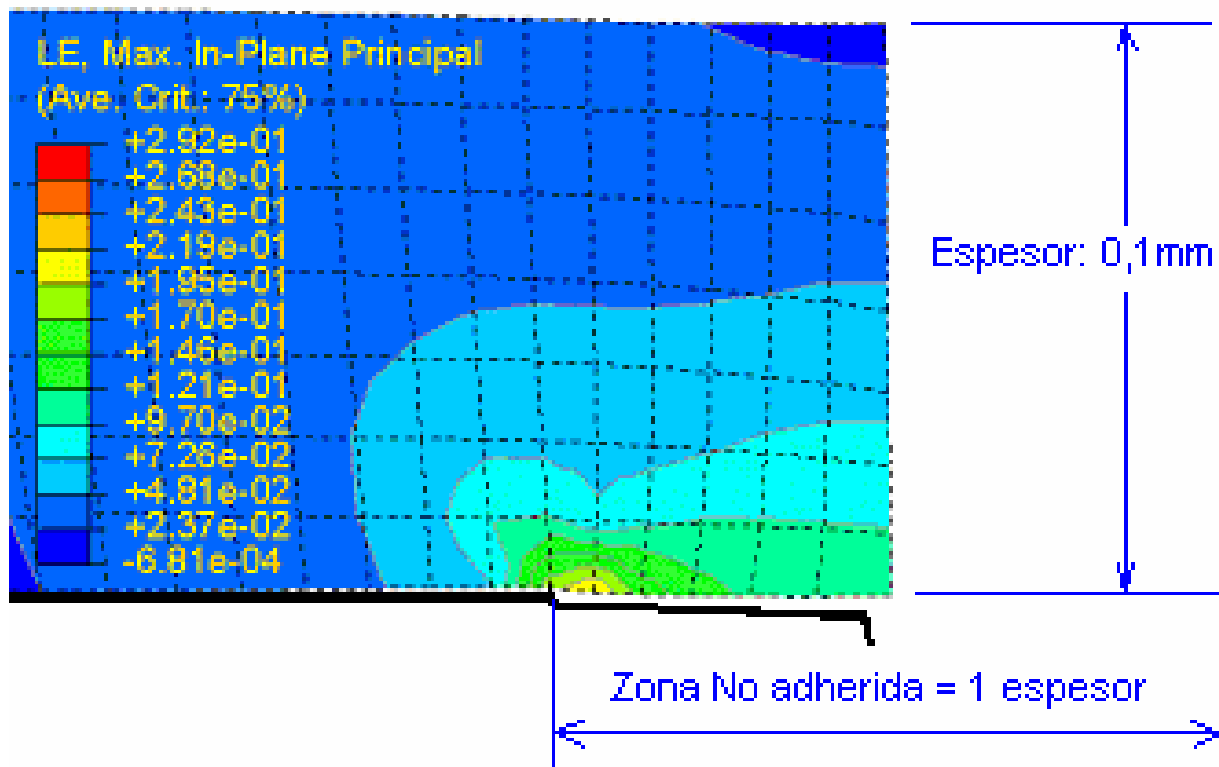 LE, Max. In-Plane Principal
(Ave. Crit.: 75%)
+2.92e-01
+2.68e-01
+2.43e-01
+2.19e-01
+1.95e-01
+1.70e-01
+1.46e-01
+1.21e-01
+9.70e-02
+7.26e-02
+4.81e-02
+2.37e-02
-6.81e-04
Espesor: 0,1mm
Zona No adherida = 1 espesor